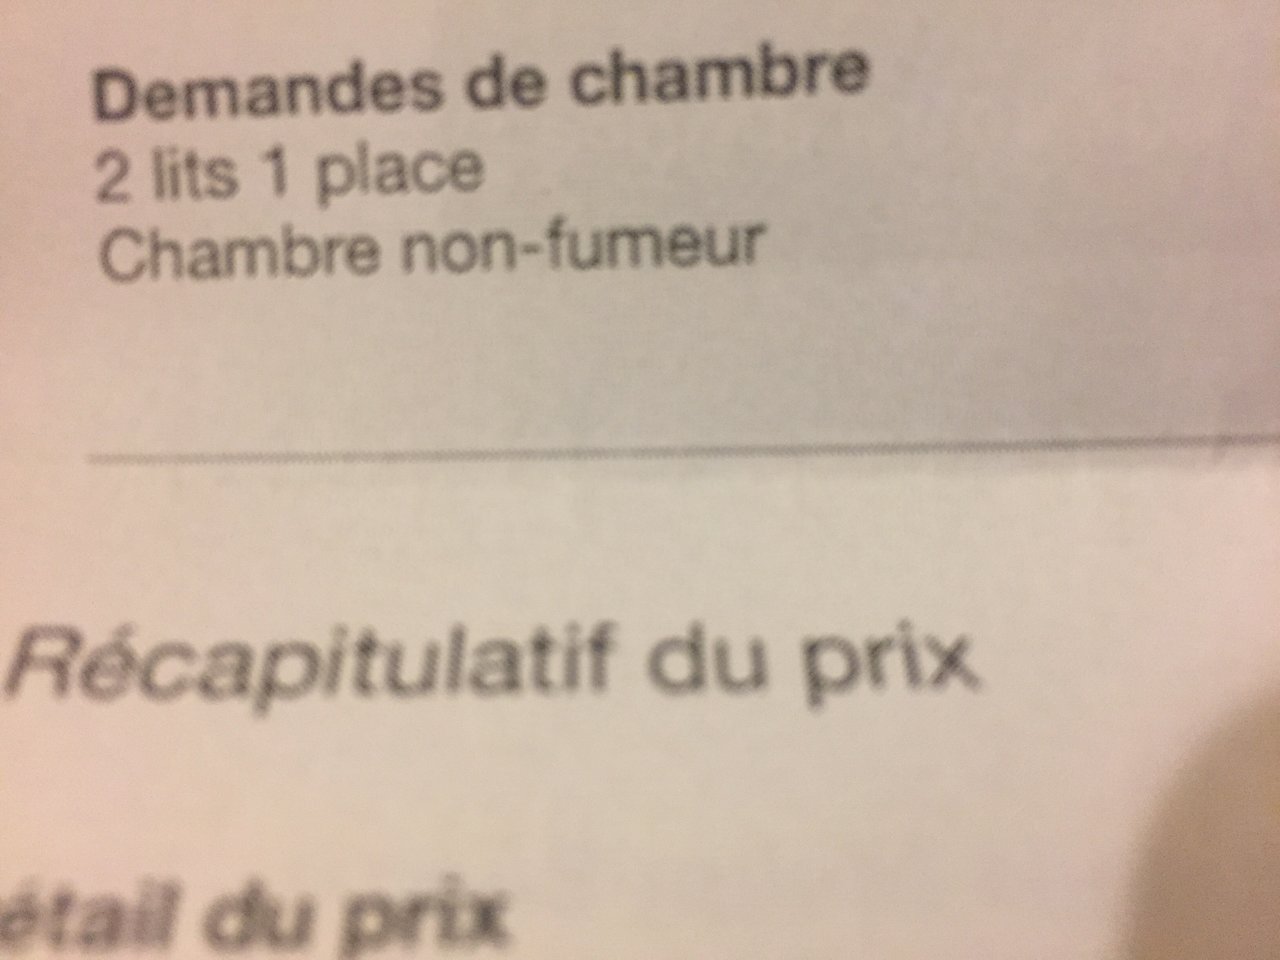 Demandes de chambre
2 lits 1 place
Chambre non-fumeur
Récapitulatif du prix
étail du prix